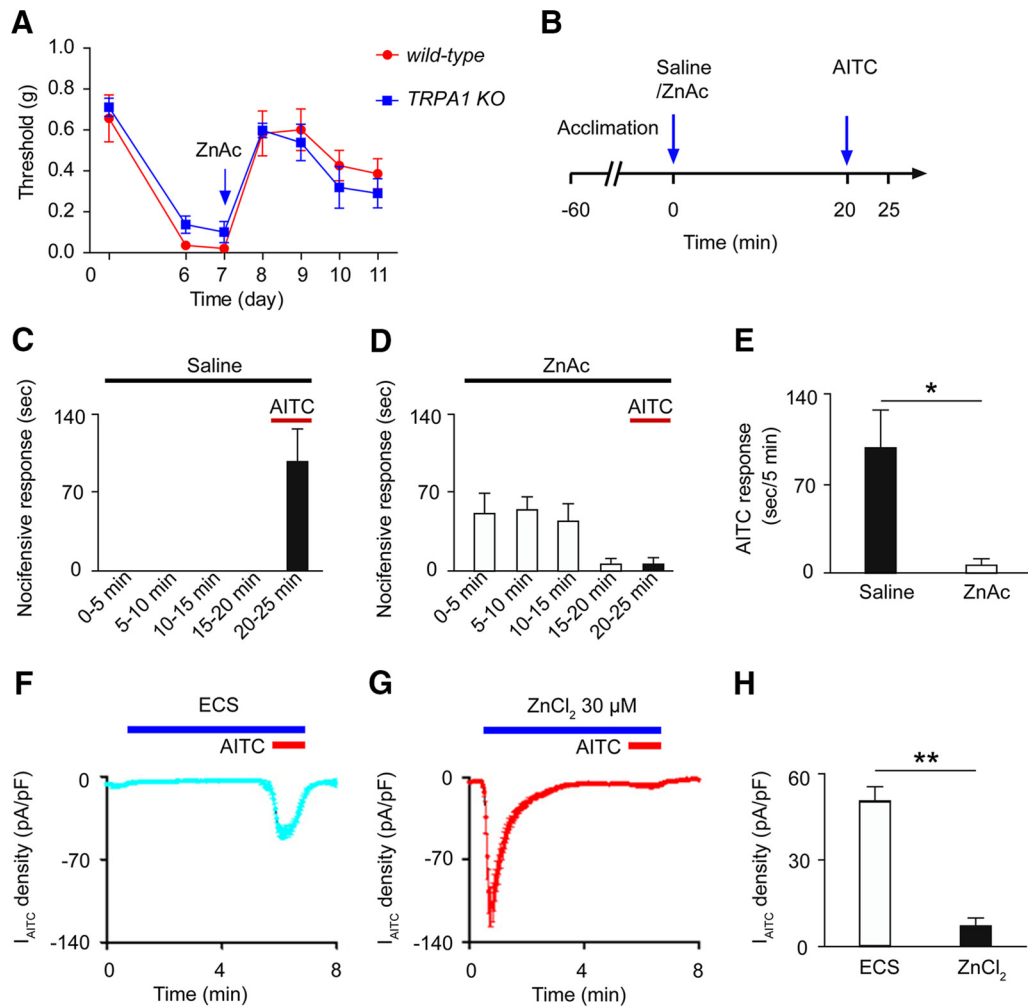 A
Threshold (g)
1.0
0.8
0.6
0.4
0.2
0.0
ZnAc
wild-type
TRPA1 KO
0 6 7 8 9 10 11
Time (day)
B
Saline
/ZnAc
AITC
Acclimation
-60 0 20 25
Time (min)
C
Saline
AITC
Nocifensive response (sec)
140
70
0
0-5 min
5-10 min
10-15 min
15-20 min
20-25 min
D
ZnAc
AITC
Nocifensive response (sec)
140
70
0
0-5 min
5-10 min
10-15 min
15-20 min
20-25 min
E
AITC response
(sec/5 min)
140
70
0
*
Saline ZnAc
F
ECS
AITC
I_AITC density (pA/pF)
0
-70
-140
0 4 8
Time (min)
G
ZnCl₂ 30 μM
AITC
I_AITC density (pA/pF)
0
-70
-140
0 4 8
Time (min)
H
I_AITC density (pA/pF)
60
30
0
**
ECS ZnCl₂